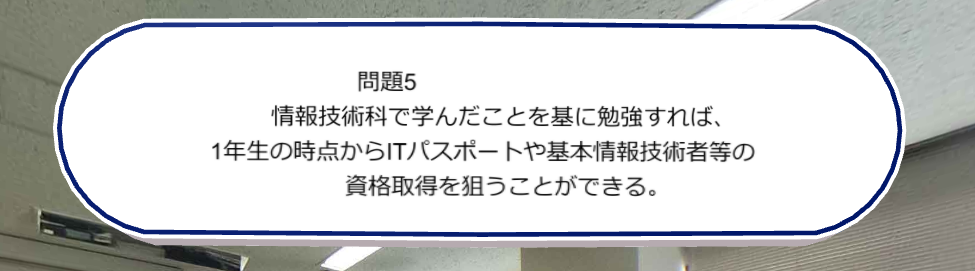 問題5
情報技術科で学んだことを基に勉強すれば、
1年生の時点からITパスポートや基本情報技術者等の
資格取得を狙うことができる。